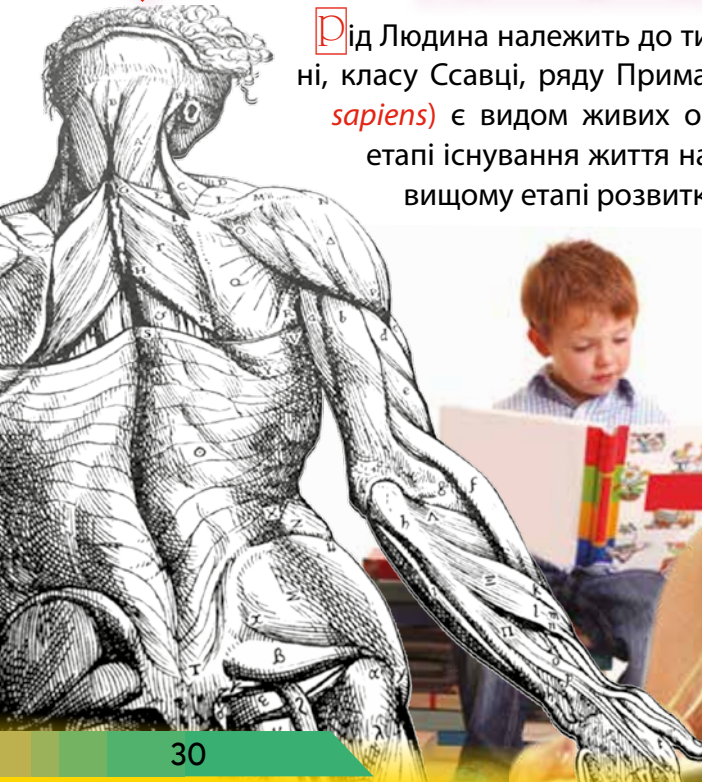 Рід Людина належить до ти
ні, класу Ссавці, ряду Прима
sapiens) є видом живих о
етапі існування життя на
вищому етапі розвитк
30